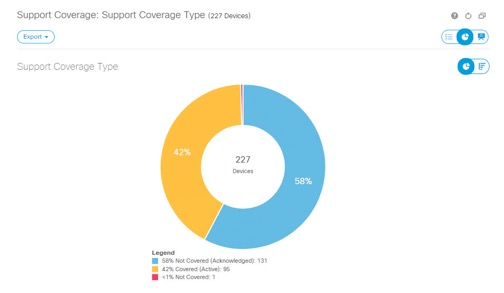 Support Coverage: Support Coverage Type (227 Devices)
Export
Support Coverage Type
42%
227
Devices
58%
Legend
58% Not Covered (Acknowledged): 131
42% Covered (Active): 95
<1% Not Covered: 1